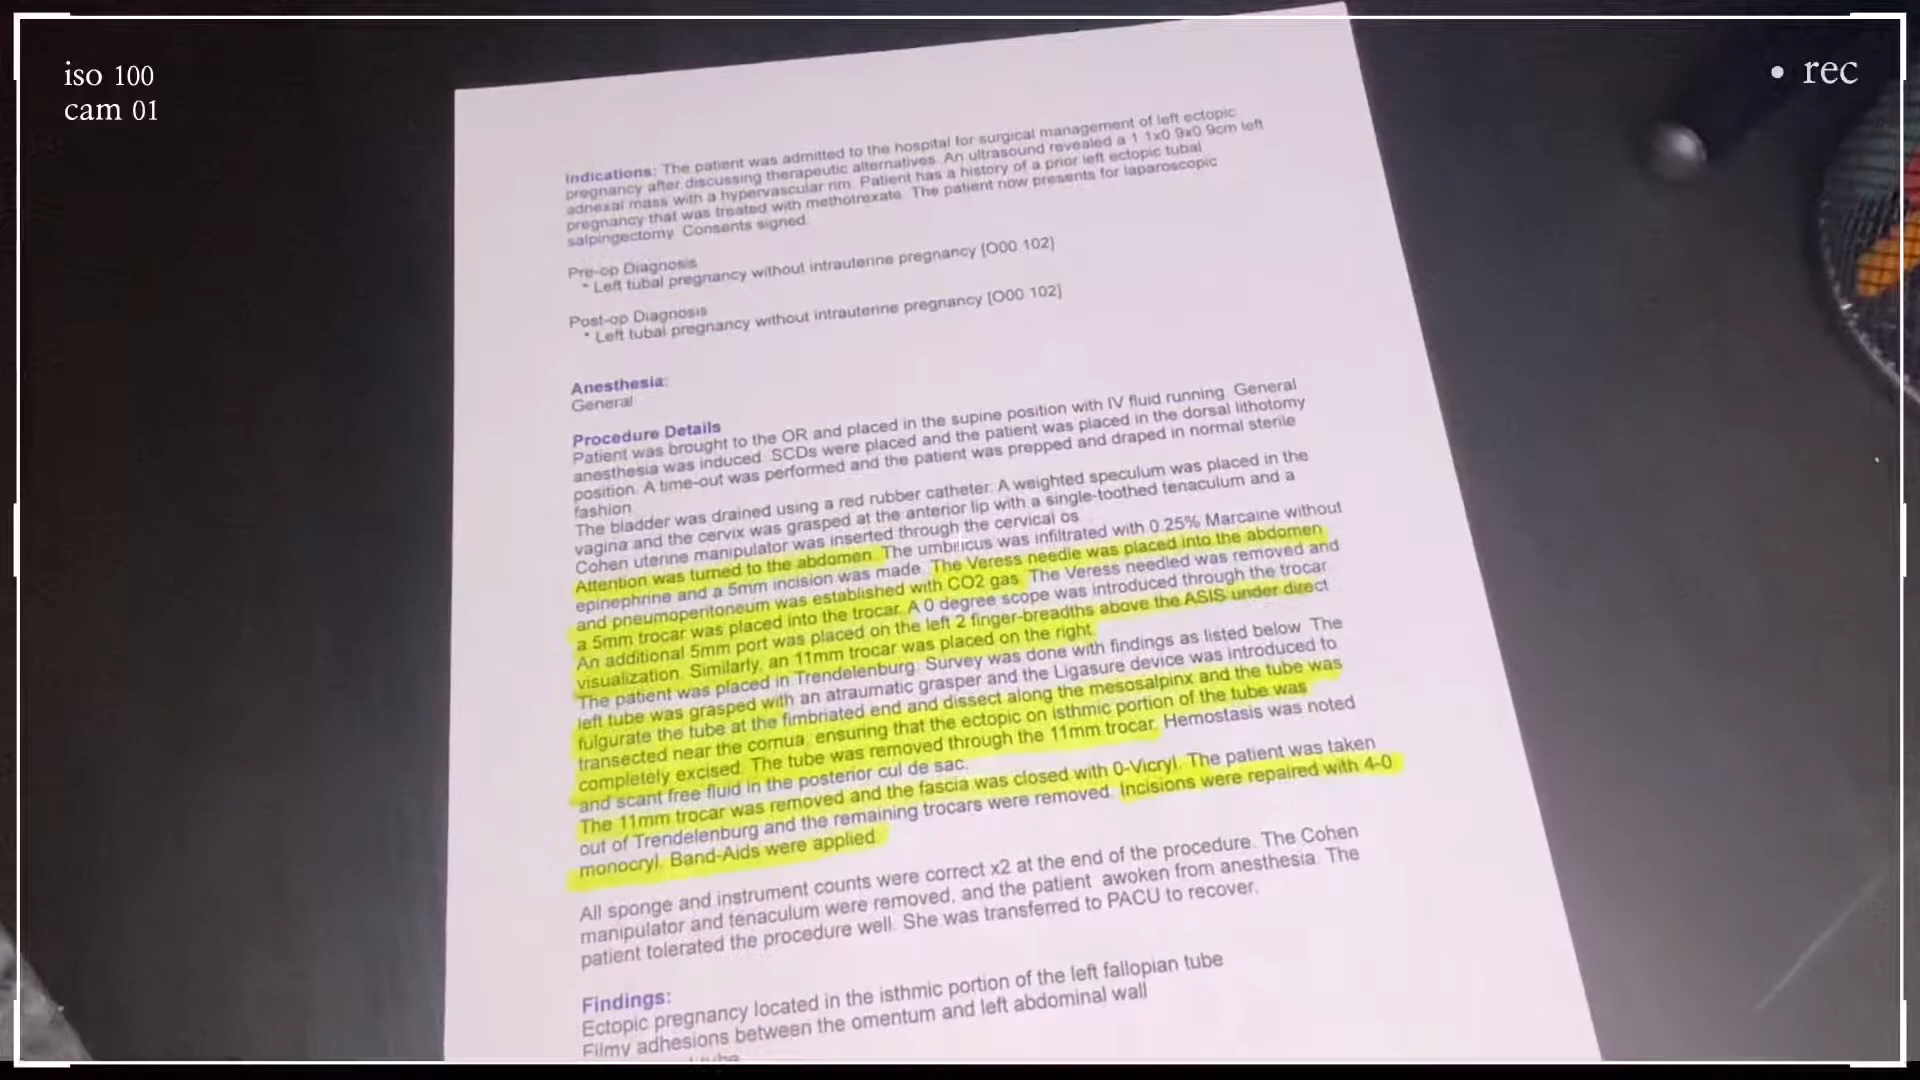 iso 100
cam 01
• rec
Indications: The patient was admitted to the hospital for surgical management of left ectopic
pregnancy after discussing therapeutic alternatives. An ultrasound revealed a 1 1x0 9x0 9cm left
adnexal mass with a hypervascular rim. Patient has a history of a prior left ectopic tubal
pregnancy that was treated with methotrexate. The patient now presents for laparoscopic
salpingectomy. Consents signed.
Pre-op Diagnosis
* Left tubal pregnancy without intrauterine pregnancy [O00 102]
Post-op Diagnosis
* Left tubal pregnancy without intrauterine pregnancy [O00 102]
Anesthesia:
General
Procedure Details
Patient was brought to the OR and placed in the supine position with IV fluid running. General
anesthesia was induced. SCDs were placed and the patient was placed in the dorsal lithotomy
position. A time-out was performed and the patient was prepped and draped in normal sterile
fashion
The bladder was drained using a red rubber catheter. A weighted speculum was placed in the
vagina and the cervix was grasped at the anterior lip with a single-toothed tenaculum and a
Cohen uterine manipulator was inserted through the cervical os
Attention was turned to the abdomen. The umbilicus was infiltrated with 0.25% Marcaine without
epinephrine and a 5mm incision was made. The Veress needle was placed into the abdomen
and pneumoperitoneum was established with CO2 gas. The Veress needled was removed and
a 5mm trocar was placed into the trocar. A 0 degree scope was introduced through the trocar
An additional 5mm port was placed on the left 2 finger-breadths above the ASIS under direct
visualization. Similarly, an 11mm trocar was placed on the right.
The patient was placed in Trendelenburg. Survey was done with findings as listed below. The
left tube was grasped with an atraumatic grasper and the Ligasure device was introduced to
fulgurate the tube at the fimbriated end and dissect along the mesosalpinx and the tube was
transected near the cornua, ensuring that the ectopic on isthmic portion of the tube was
completely excised. The tube was removed through the 11mm trocar. Hemostasis was noted
and scant free fluid in the posterior cul de sac.
The 11mm trocar was removed and the fascia was closed with 0-Vicryl. The patient was taken
out of Trendelenburg and the remaining trocars were removed. Incisions were repaired with 4-0
monocryl. Band-Aids were applied.
All sponge and instrument counts were correct x2 at the end of the procedure. The Cohen
manipulator and tenaculum were removed, and the patient awoken from anesthesia. The
patient tolerated the procedure well. She was transferred to PACU to recover.
Findings:
Ectopic pregnancy located in the isthmic portion of the left fallopian tube
Filmy adhesions between the omentum and left abdominal wall